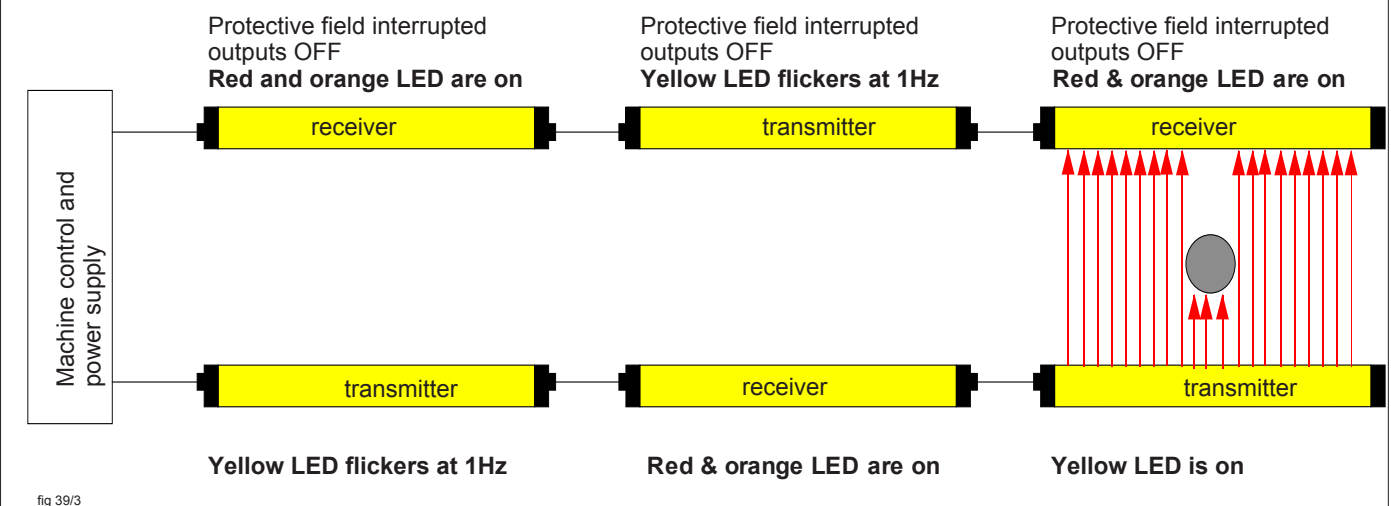 Protective field interrupted
outputs OFF
Red and orange LED are on
Protective field interrupted
outputs OFF
Yellow LED flickers at 1Hz
Protective field interrupted
outputs OFF
Red & orange LED are on
receiver
transmitter
receiver
Machine control and
power supply
transmitter
receiver
transmitter
Yellow LED flickers at 1Hz
Red & orange LED are on
Yellow LED is on
fig 39/3